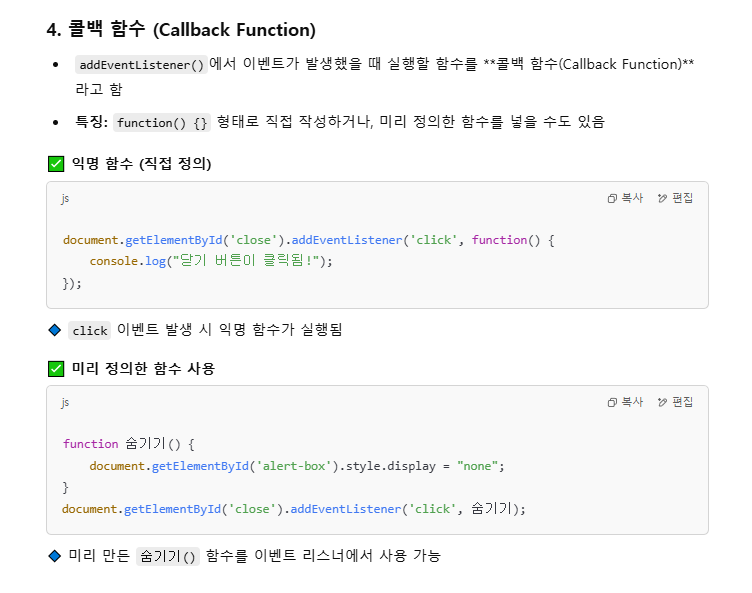 4. 콜백 함수 (Callback Function)
• addEventListener() 에서 이벤트가 발생했을 때 실행할 함수를 **콜백 함수(Callback Function)**
라고 함
• 특징: function() {} 형태로 직접 작성하거나, 미리 정의한 함수를 넣을 수도 있음
✅ 익명 함수 (직접 정의)
js 복사 편집
document.getElementById('close').addEventListener('click', function() {
    console.log("닫기 버튼이 클릭됨!");
});
🔹 click 이벤트 발생 시 익명 함수가 실행됨
✅ 미리 정의한 함수 사용
js 복사 편집
function 숨기기() {
    document.getElementById('alert-box').style.display = "none";
}
document.getElementById('close').addEventListener('click', 숨기기);
🔹 미리 만든 숨기기() 함수를 이벤트 리스너에서 사용 가능